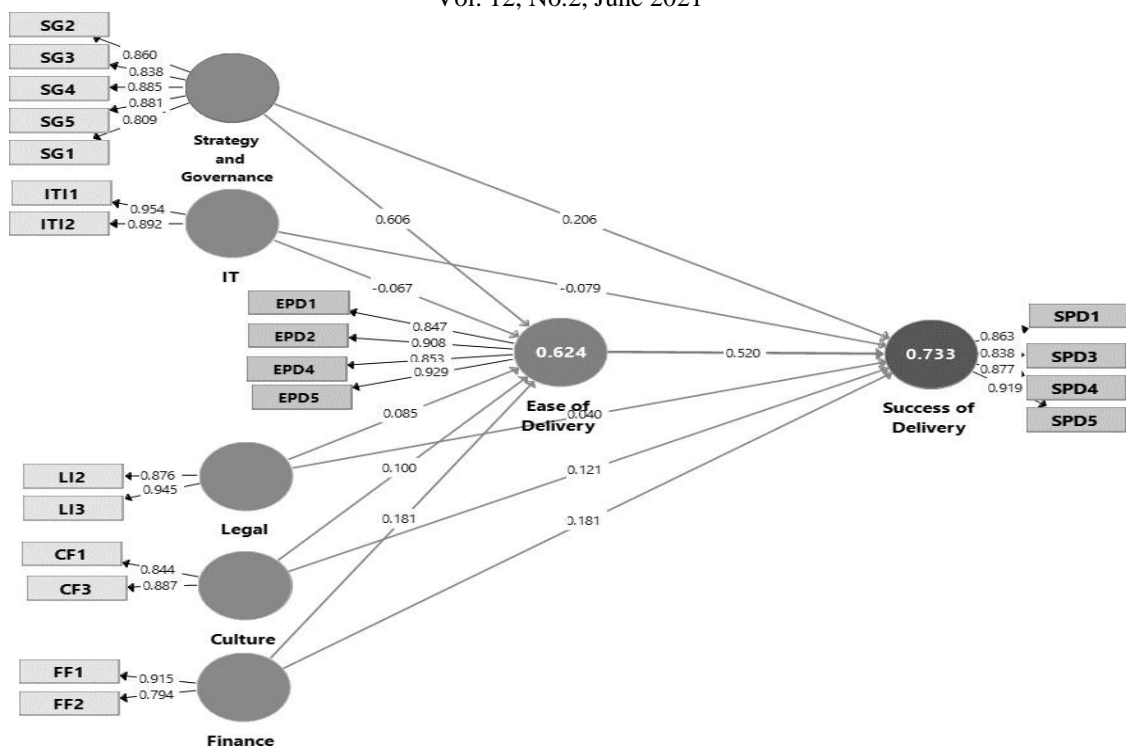 Vol. 12, No.2, June 2021
SG2
0.860
SG3
0.838
SG4
0.885
SG5
0.881
SG1
0.809
Strategy
and
Governance
ITI1
0.954
ITI2
0.892
IT
0.606
0.206
-0.067
-0.079
EPD1
0.847
EPD2
0.908
EPD4
0.853
EPD5
0.929
0.624
Ease of
Delivery
0.520
0.733
Success of
Delivery
0.863
SPD1
0.838
SPD3
0.877
SPD4
0.919
SPD5
0.085
0.040
0.100
0.121
0.181
0.181
LI2
0.876
LI3
0.945
Legal
CF1
0.844
CF3
0.887
Culture
FF1
0.915
FF2
0.794
Finance